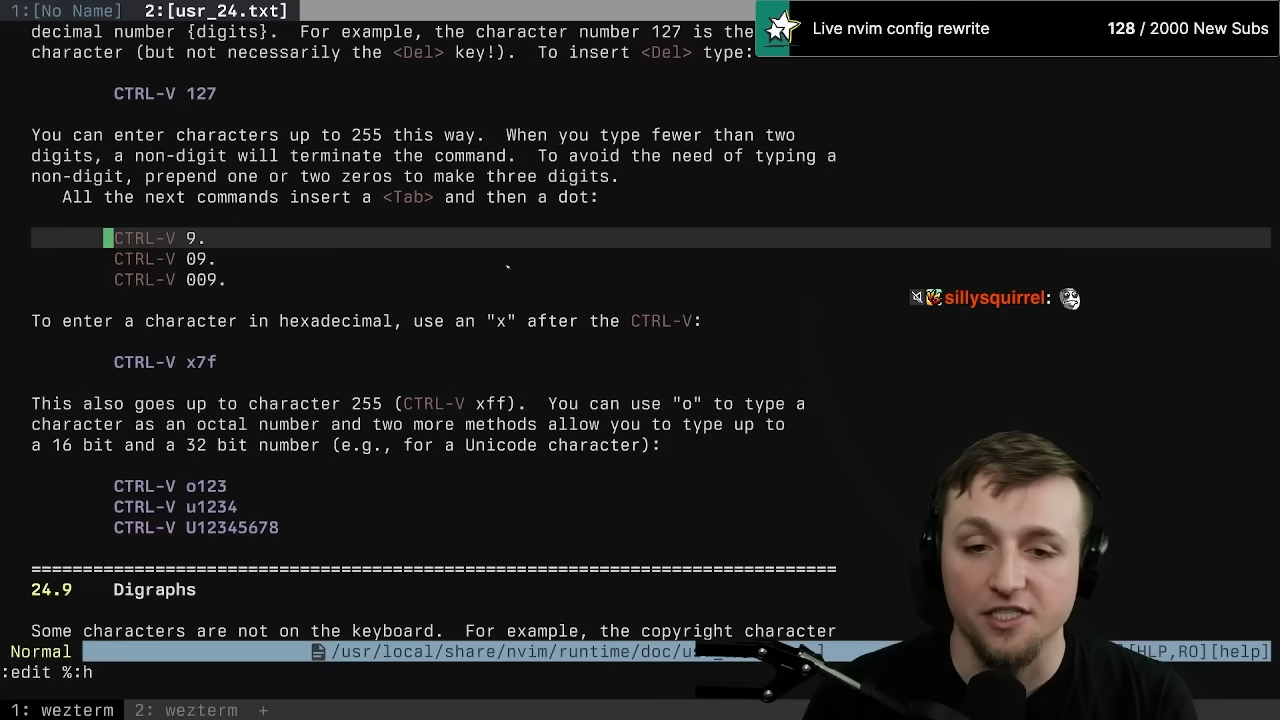 1:[No Name] 2:[usr_24.txt]
Live nvim config rewrite 128 / 2000 New Subs
decimal number {digits}.  For example, the character number 127 is the
character (but not necessarily the <Del> key!).  To insert <Del> type:
CTRL-V 127
You can enter characters up to 255 this way.  When you type fewer than two
digits, a non-digit will terminate the command.  To avoid the need of typing a
non-digit, prepend one or two zeros to make three digits.
All the next commands insert a <Tab> and then a dot:
CTRL-V 9.
CTRL-V 09.
CTRL-V 009.
sillysquirrel:
To enter a character in hexadecimal, use an "x" after the CTRL-V:
CTRL-V x7f
This also goes up to character 255 (CTRL-V xff).  You can use "o" to type a
character as an octal number and two more methods allow you to type up to
a 16 bit and a 32 bit number (e.g., for a Unicode character):
CTRL-V o123
CTRL-V u1234
CTRL-V U12345678
==============================================================================
24.9 Digraphs
Some characters are not on the keyboard.  For example, the copyright character
Normal /usr/local/share/nvim/runtime/doc/us [HLP,RO][help]
:edit %:h
1: wezterm 2: wezterm +